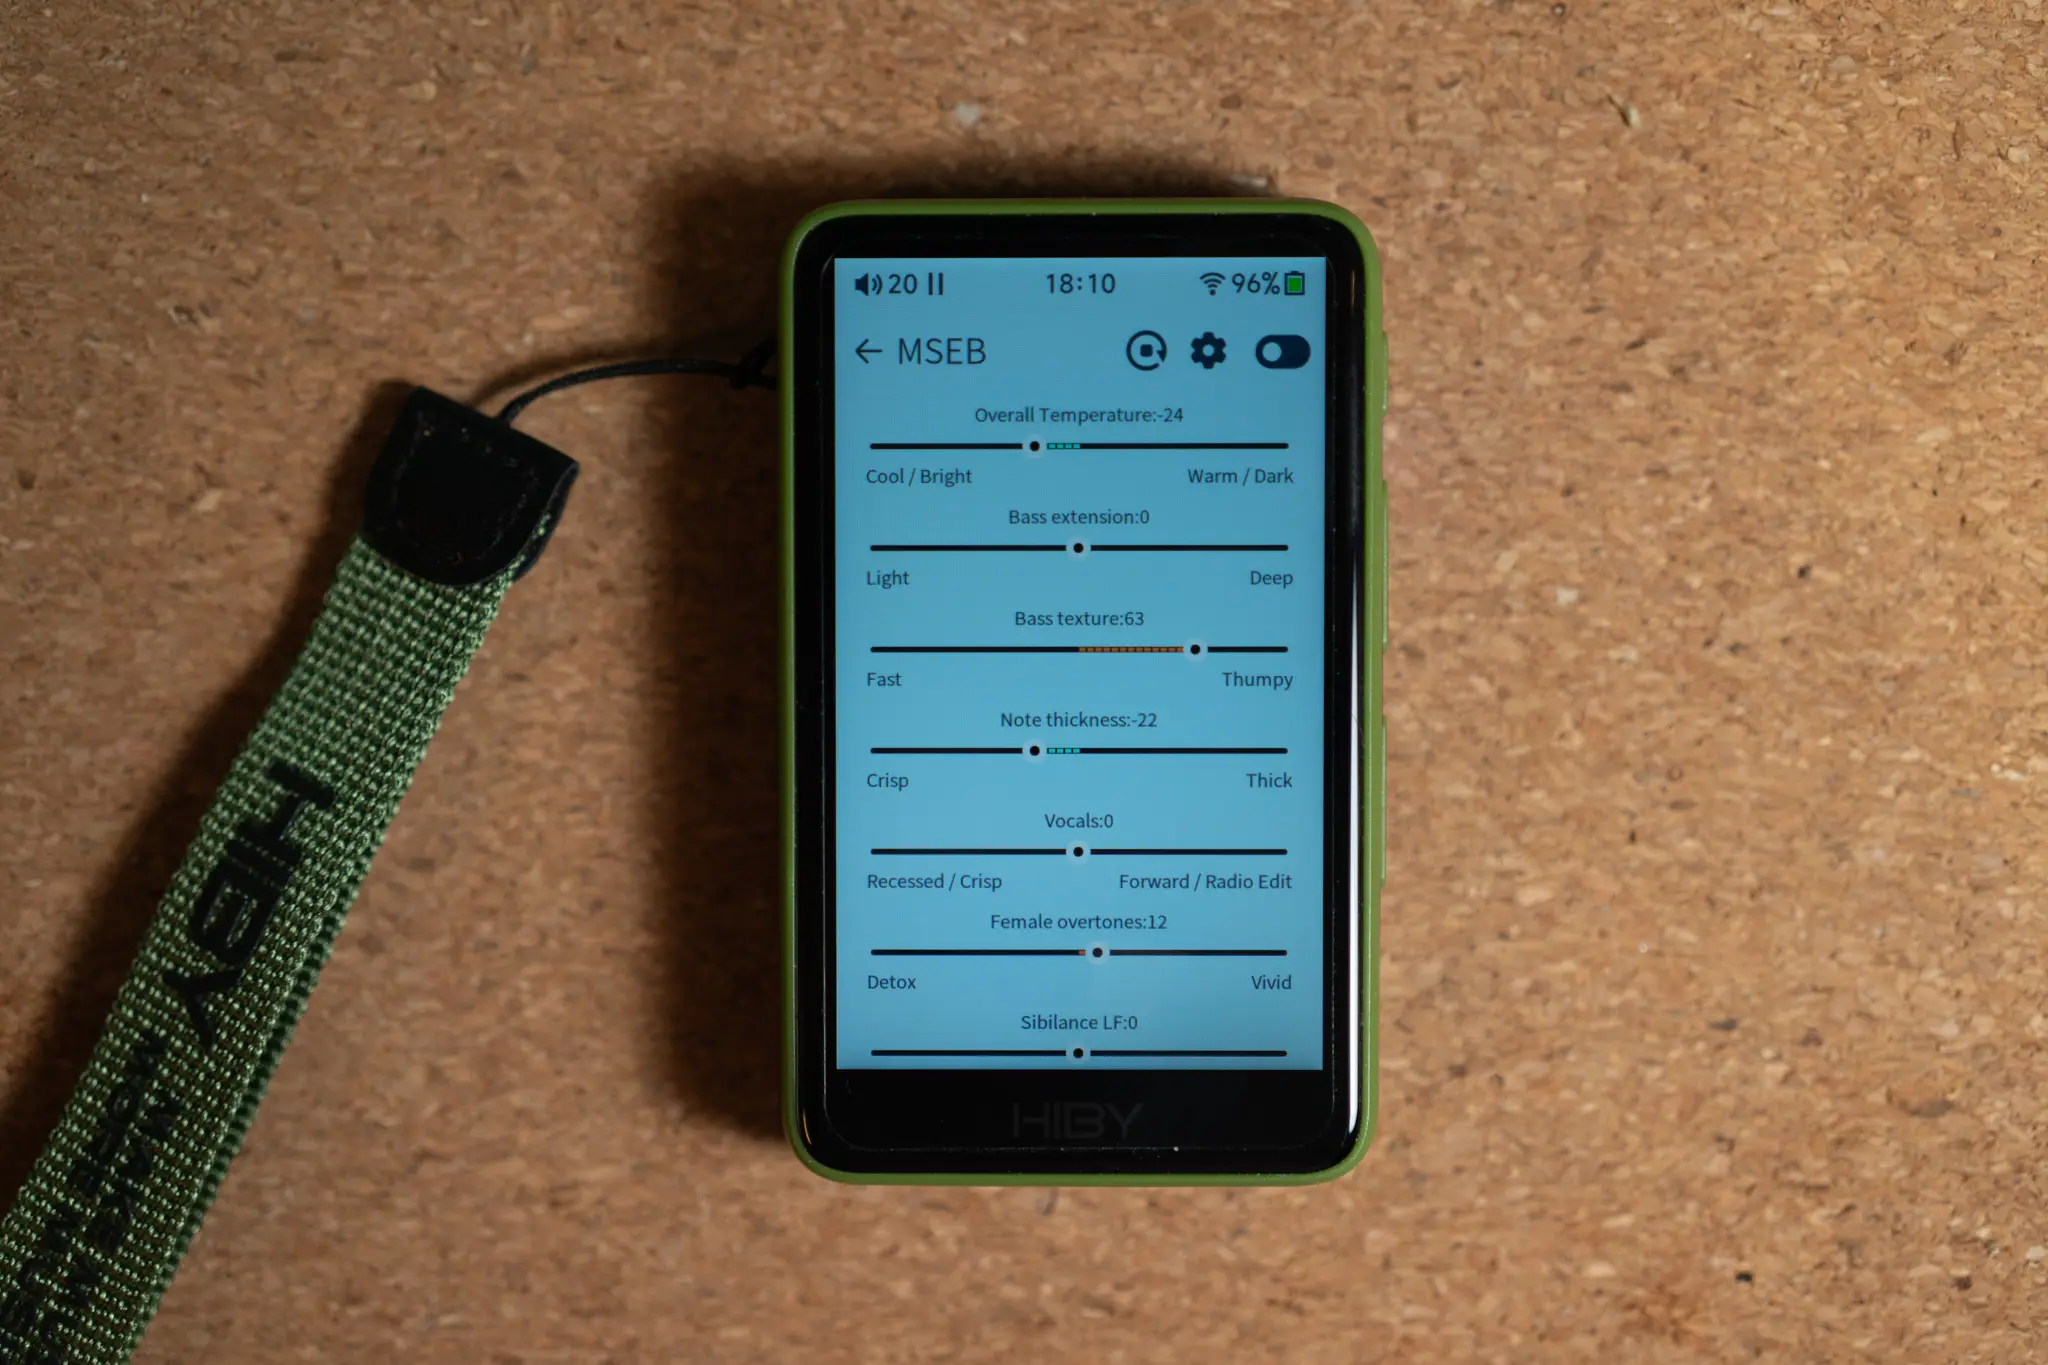 20 18:10 96%
MSEB
Overall Temperature:-24
Cool / Bright Warm / Dark
Bass extension:0
Light Deep
Bass texture:63
Fast Thumpy
Note thickness:-22
Crisp Thick
Vocals:0
Recessed / Crisp Forward / Radio Edit
Female overtones:12
Detox Vivid
Sibilance LF:0
HIBY
HIBY
MAKE M
MORE